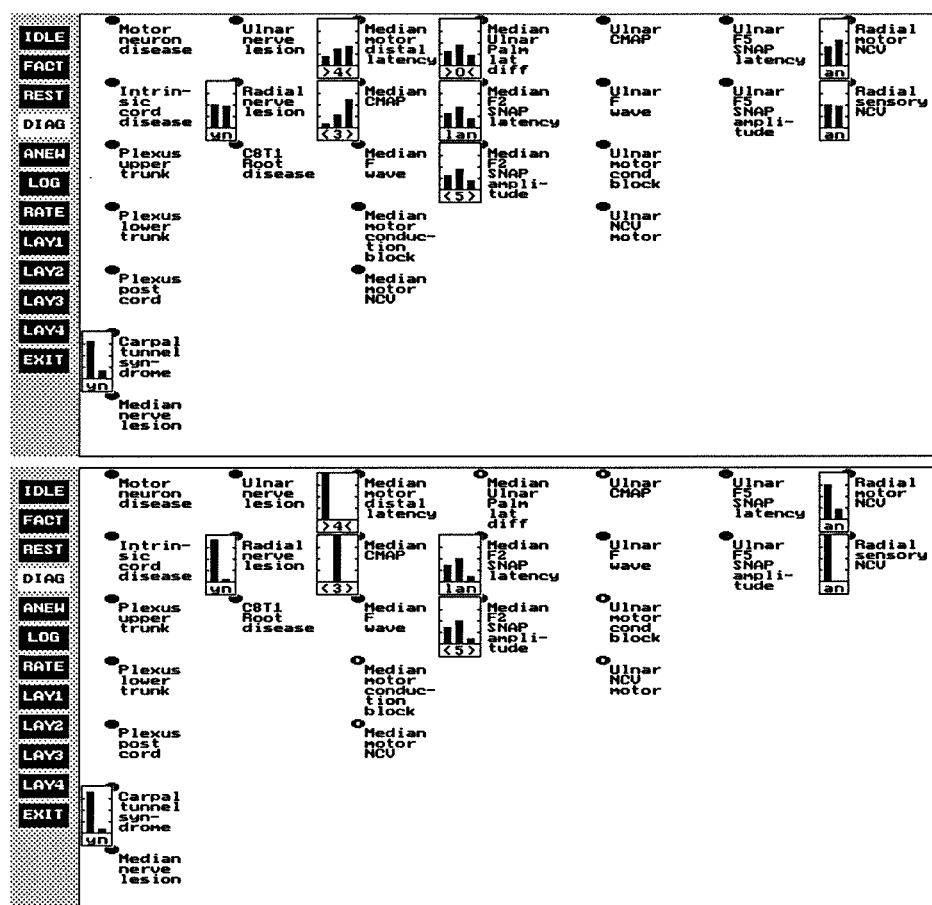 IDLE
FACT
REST
DIAG
ANEW
LOG
RATE
LAY1
LAY2
LAY3
LAY4
EXIT
Motor
neuron
disease
Intrin-
sic
cord
disease
Plexus
upper
trunk
Plexus
lower
trunk
Plexus
post
cord
Carpal
tunnel
syn-
drome
yn
Median
nerve
lesion
Ulnar
nerve
lesion
Radial
nerve
lesion
yn
C8T1
Root
disease
Median
motor
distal
latency
>4<
Median
CMAP
<3>
Median
F
wave
Median
motor
conduc-
tion
block
Median
motor
NCV
Median
Ulnar
Palm
lat
diff
>0<
Median
F2
SNAP
latency
lan
Median
F2
SNAP
ampli-
tude
<5>
Ulnar
CMAP
Ulnar
F
wave
Ulnar
motor
cond
block
Ulnar
NCV
motor
Ulnar
F5
SNAP
latency
Ulnar
F5
SNAP
ampli-
tude
Radial
motor
NCV
an
Radial
sensory
NCV
an
IDLE
FACT
REST
DIAG
ANEW
LOG
RATE
LAY1
LAY2
LAY3
LAY4
EXIT
Motor
neuron
disease
Intrin-
sic
cord
disease
Plexus
upper
trunk
Plexus
lower
trunk
Plexus
post
cord
Carpal
tunnel
syn-
drome
yn
Median
nerve
lesion
Ulnar
nerve
lesion
Radial
nerve
lesion
yn
C8T1
Root
disease
Median
motor
distal
latency
>4<
Median
CMAP
<3>
Median
F
wave
Median
motor
conduc-
tion
block
Median
motor
NCV
Median
Ulnar
Palm
lat
diff
Median
F2
SNAP
latency
lan
Median
F2
SNAP
ampli-
tude
<5>
Ulnar
CMAP
Ulnar
F
wave
Ulnar
motor
cond
block
Ulnar
NCV
motor
Ulnar
F5
SNAP
latency
Ulnar
F5
SNAP
ampli-
tude
Radial
motor
NCV
an
Radial
sensory
NCV
an